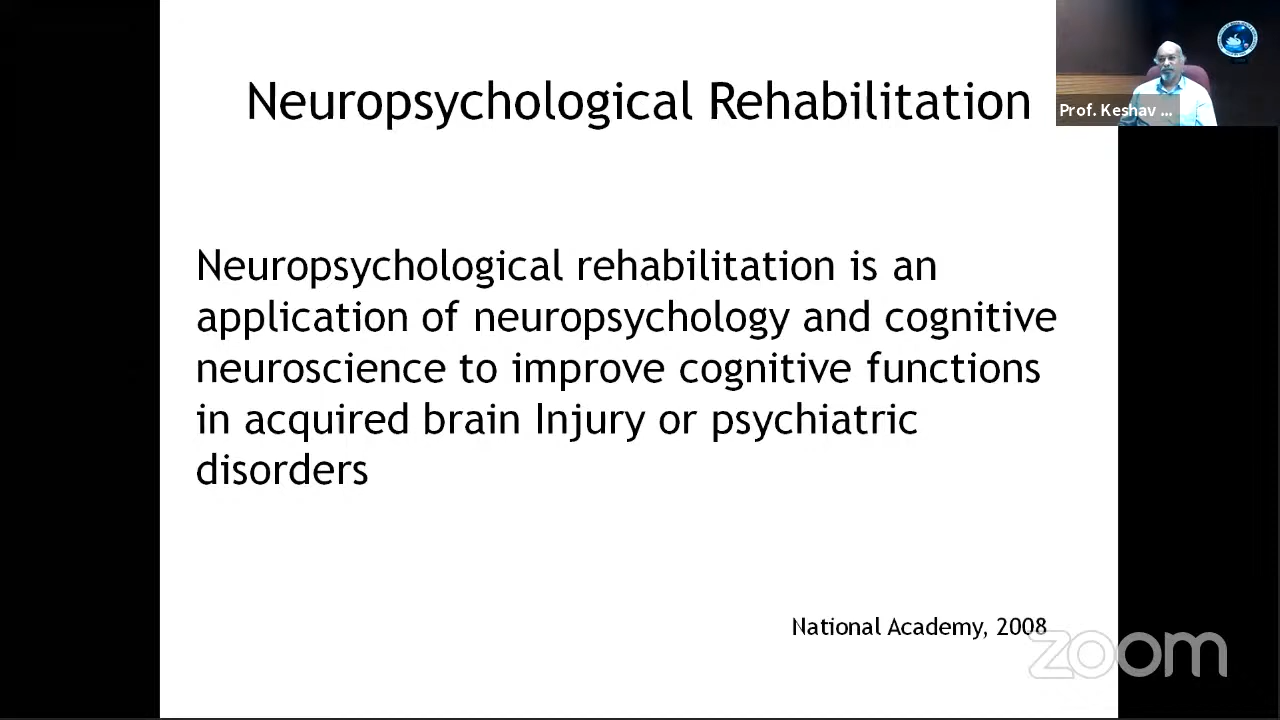 Neuropsychological Rehabilitation
Prof. Keshav ...
Neuropsychological rehabilitation is an
application of neuropsychology and cognitive
neuroscience to improve cognitive functions
in acquired brain Injury or psychiatric
disorders
National Academy, 2008
zoom